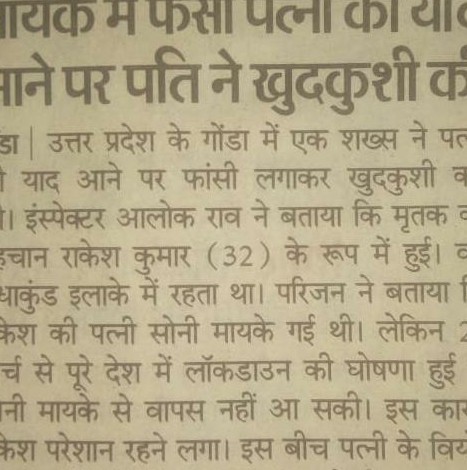 मायके में फंसी पत्नी की याद
आने पर पति ने खुदकुशी की
डा | उत्तर प्रदेश के गोंडा में एक शख्स ने पत
याद आने पर फांसी लगाकर खुदकुशी क
। इंस्पेक्टर आलोक राव ने बताया कि मृतक
हचान राकेश कुमार (32) के रूप में हुई। व
धाकुंड इलाके में रहता था। परिजन ने बताया
केश की पत्नी सोनी मायके गई थी। लेकिन 2
र्च से पूरे देश में लॉकडाउन की घोषणा हुई
नी मायके से वापस नहीं आ सकी। इस कार
केश परेशान रहने लगा। इस बीच पत्नी के वियो